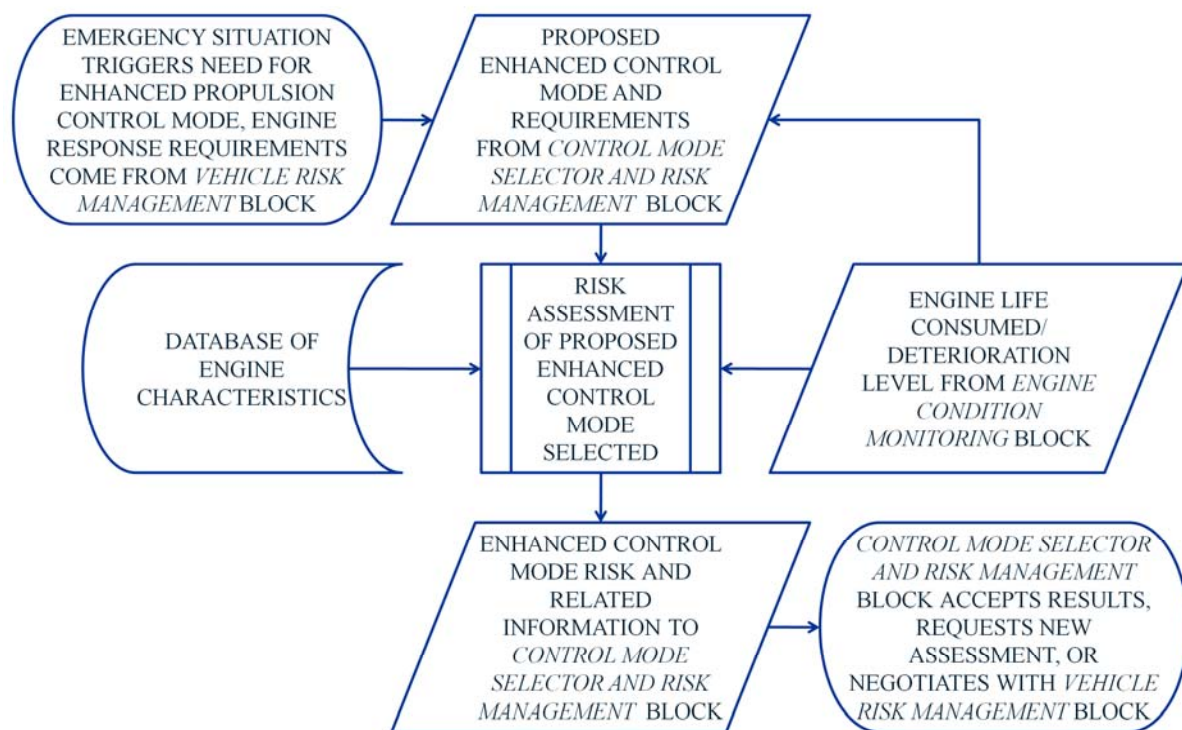 EMERGENCY SITUATION
TRIGGERS NEED FOR
ENHANCED PROPULSION
CONTROL MODE, ENGINE
RESPONSE REQUIREMENTS
COME FROM VEHICLE RISK
MANAGEMENT BLOCK
PROPOSED
ENHANCED CONTROL
MODE AND
REQUIREMENTS
FROM CONTROL MODE
SELECTOR AND RISK
MANAGEMENT BLOCK
DATABASE OF
ENGINE
CHARACTERISTICS
RISK
ASSESSMENT
OF PROPOSED
ENHANCED
CONTROL
MODE
SELECTED
ENGINE LIFE
CONSUMED/
DETERIORATION
LEVEL FROM ENGINE
CONDITION
MONITORING BLOCK
ENHANCED CONTROL
MODE RISK AND
RELATED
INFORMATION TO
CONTROL MODE
SELECTOR AND RISK
MANAGEMENT BLOCK
CONTROL MODE SELECTOR
AND RISK MANAGEMENT
BLOCK ACCEPTS RESULTS,
REQUESTS NEW
ASSESSMENT, OR
NEGOTIATES WITH VEHICLE
RISK MANAGEMENT BLOCK